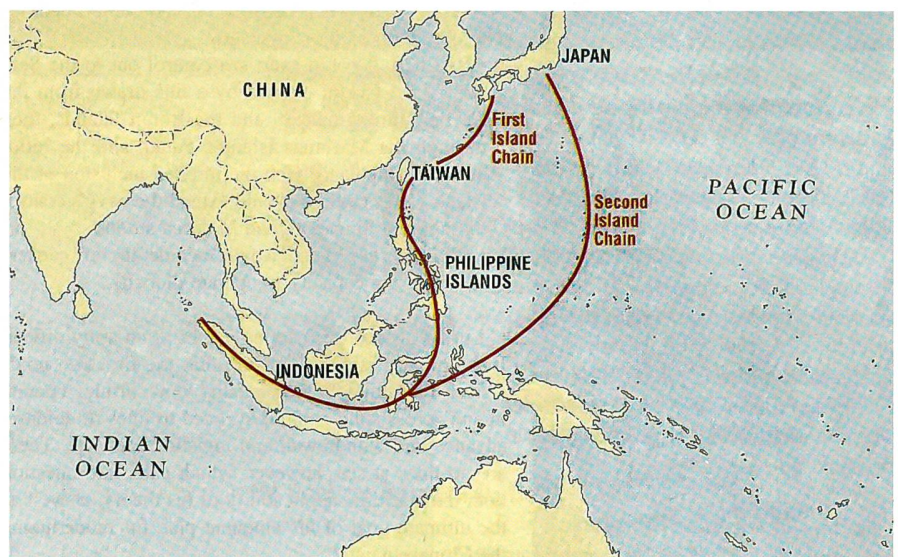 JAPAN
CHINA
First
Island
Chain
TAIWAN
PACIFIC
OCEAN
Second
Island
Chain
PHILIPPINE
ISLANDS
INDONESIA
INDIAN
OCEAN